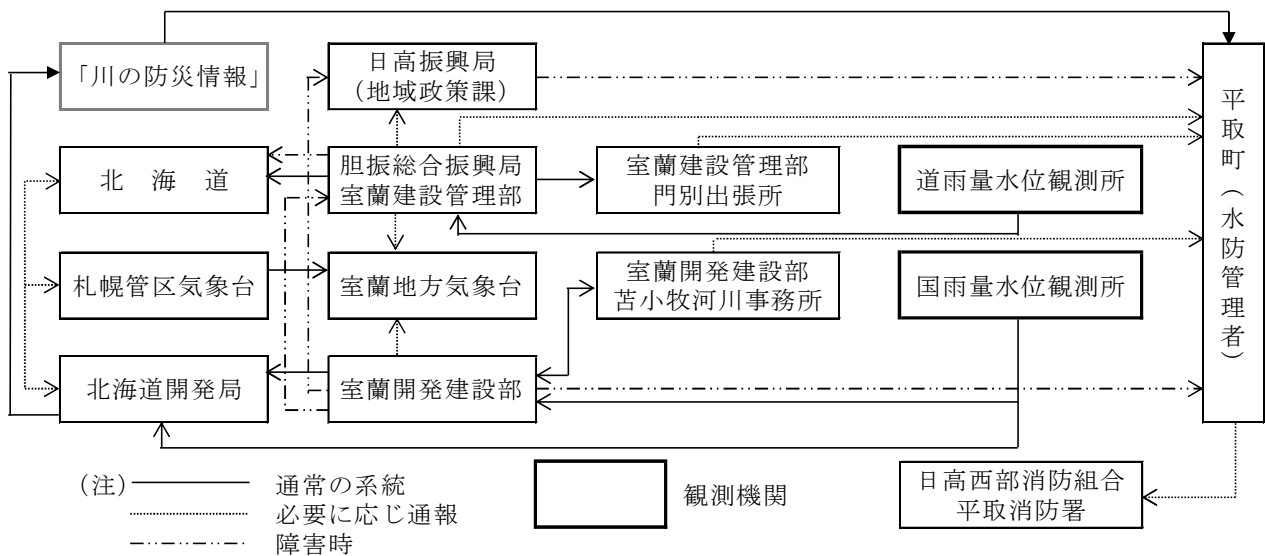 「川の防災情報」
日高振興局
（地域政策課）
北　海　道
胆振総合振興局
室蘭建設管理部
室蘭建設管理部
門別出張所
道雨量水位観測所
平取町（水防管理者）
札幌管区気象台
室蘭地方気象台
室蘭開発建設部
苫小牧河川事務所
国雨量水位観測所
北海道開発局
室蘭開発建設部
（注）
通常の系統
必要に応じ通報
障害時
観測機関
日高西部消防組合
平取消防署